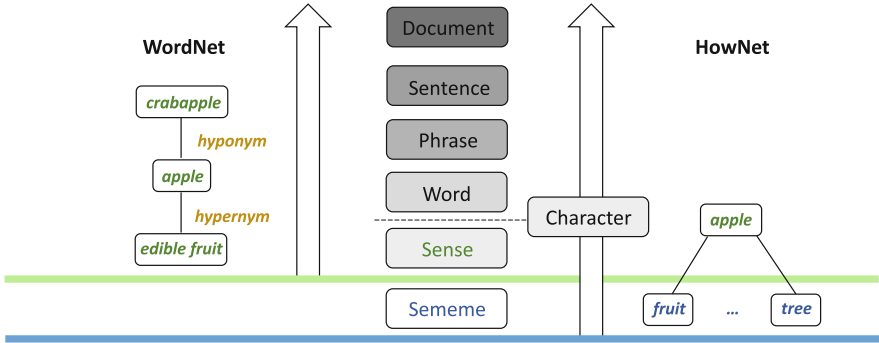 WordNet
crabapple
hyponym
apple
hypernym
edible fruit
Document
Sentence
Phrase
Word
Character
Sense
Sememe
HowNet
apple
fruit
...
tree